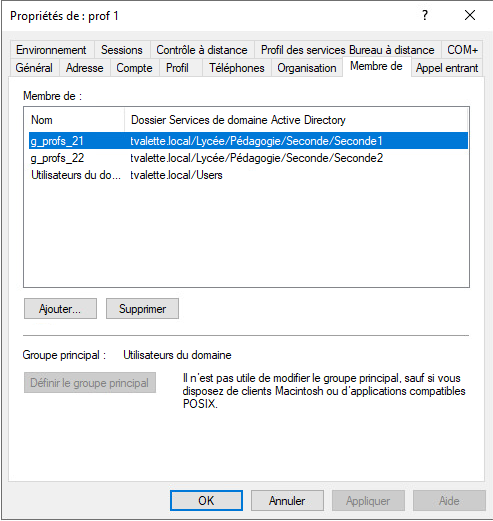 Propriétés de : prof 1
?
Environnement Sessions Contrôle à distance Profil des services Bureau à distance COM+
Général Adresse Compte Profil Téléphones Organisation Membre de Appel entrant
Membre de :
Nom Dossier Services de domaine Active Directory
g_profs_21 tvalette.local/Lycée/Pédagogie/Seconde/Seconde1
g_profs_22 tvalette.local/Lycée/Pédagogie/Seconde/Seconde2
Utilisateurs du do... tvalette.local/Users
Ajouter... Supprimer
Groupe principal : Utilisateurs du domaine
Définir le groupe principal
Il n'est pas utile de modifier le groupe principal, sauf si vous
disposez de clients Macintosh ou d'applications compatibles
POSIX.
OK Annuler Appliquer Aide